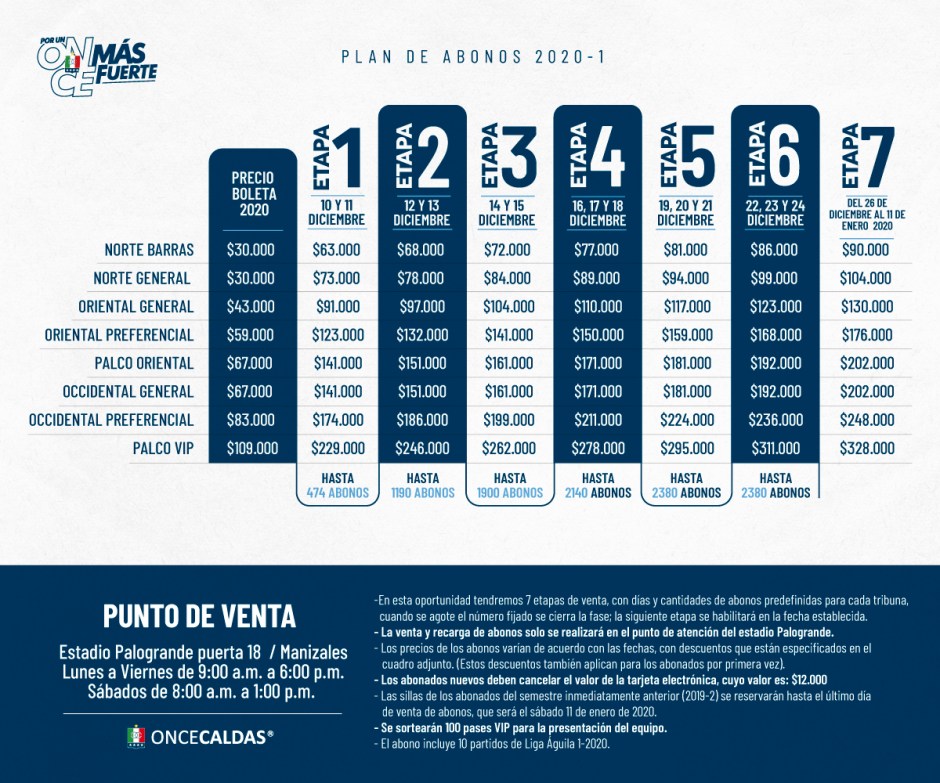 POR UN
ONCE MÁS
FUERTE
PLAN DE ABONOS 2020-1
PRECIO
BOLETA
2020
ETAPA 1
10 Y 11
DICIEMBRE
ETAPA 2
12 Y 13
DICIEMBRE
ETAPA 3
14 Y 15
DICIEMBRE
ETAPA 4
16, 17 Y 18
DICIEMBRE
ETAPA 5
19, 20 Y 21
DICIEMBRE
ETAPA 6
22, 23 Y 24
DICIEMBRE
ETAPA 7
DEL 26 DE
DICIEMBRE AL 11 DE
ENERO 2020
NORTE BARRAS $30.000 $63.000 $68.000 $72.000 $77.000 $81.000 $86.000 $90.000
NORTE GENERAL $30.000 $73.000 $78.000 $84.000 $89.000 $94.000 $99.000 $104.000
ORIENTAL GENERAL $43.000 $91.000 $97.000 $104.000 $110.000 $117.000 $123.000 $130.000
ORIENTAL PREFERENCIAL $59.000 $123.000 $132.000 $141.000 $150.000 $159.000 $168.000 $176.000
PALCO ORIENTAL $67.000 $141.000 $151.000 $161.000 $171.000 $181.000 $192.000 $202.000
OCCIDENTAL GENERAL $67.000 $141.000 $151.000 $161.000 $171.000 $181.000 $192.000 $202.000
OCCIDENTAL PREFERENCIAL $83.000 $174.000 $186.000 $199.000 $211.000 $224.000 $236.000 $248.000
PALCO VIP $109.000 $229.000 $246.000 $262.000 $278.000 $295.000 $311.000 $328.000
HASTA
474 ABONOS
HASTA
1190 ABONOS
HASTA
1900 ABONOS
HASTA
2140 ABONOS
HASTA
2380 ABONOS
HASTA
2380 ABONOS
PUNTO DE VENTA
Estadio Palogrande puerta 18 / Manizales
Lunes a Viernes de 9:00 a.m. a 6:00 p.m.
Sábados de 8:00 a.m. a 1:00 p.m.
ONCECALDAS®
-En esta oportunidad tendremos 7 etapas de venta, con días y cantidades de abonos predefinidas para cada tribuna,
cuando se agote el número fijado se cierra la fase; la siguiente etapa se habilitará en la fecha establecida.
- La venta y recarga de abonos solo se realizará en el punto de atención del estadio Palogrande.
- Los precios de los abonos varían de acuerdo con las fechas, con descuentos que están especificados en el
cuadro adjunto. (Estos descuentos también aplican para los abonados por primera vez).
- Los abonados nuevos deben cancelar el valor de la tarjeta electrónica, cuyo valor es: $12.000
- Las sillas de los abonados del semestre inmediatamente anterior (2019-2) se reservarán hasta el último día
de venta de abonos, que será el sábado 11 de enero de 2020.
- Se sortearán 100 pases VIP para la presentación del equipo.
- El abono incluye 10 partidos de Liga Águila 1-2020.